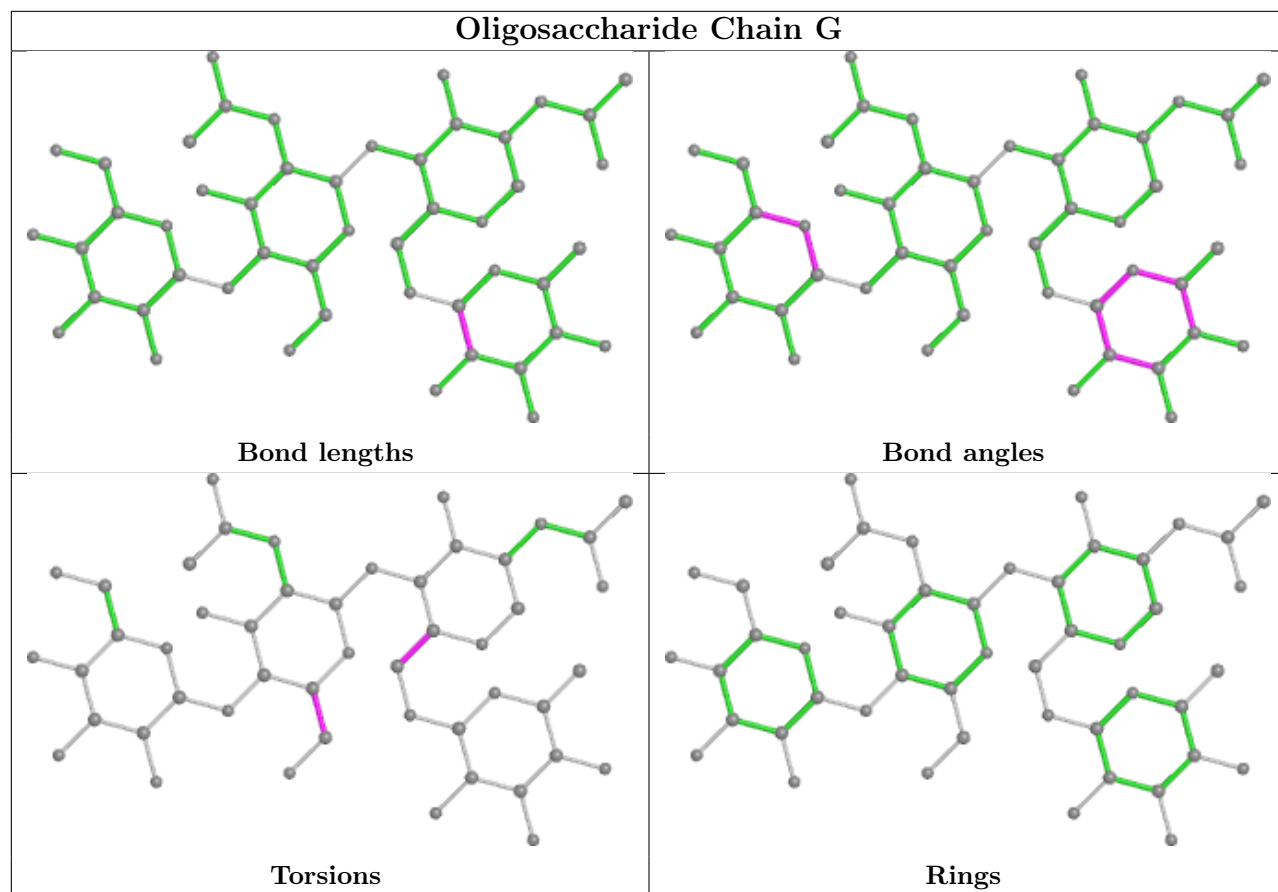 Oligosaccharide Chain G
Bond lengths
Bond angles
Torsions
Rings